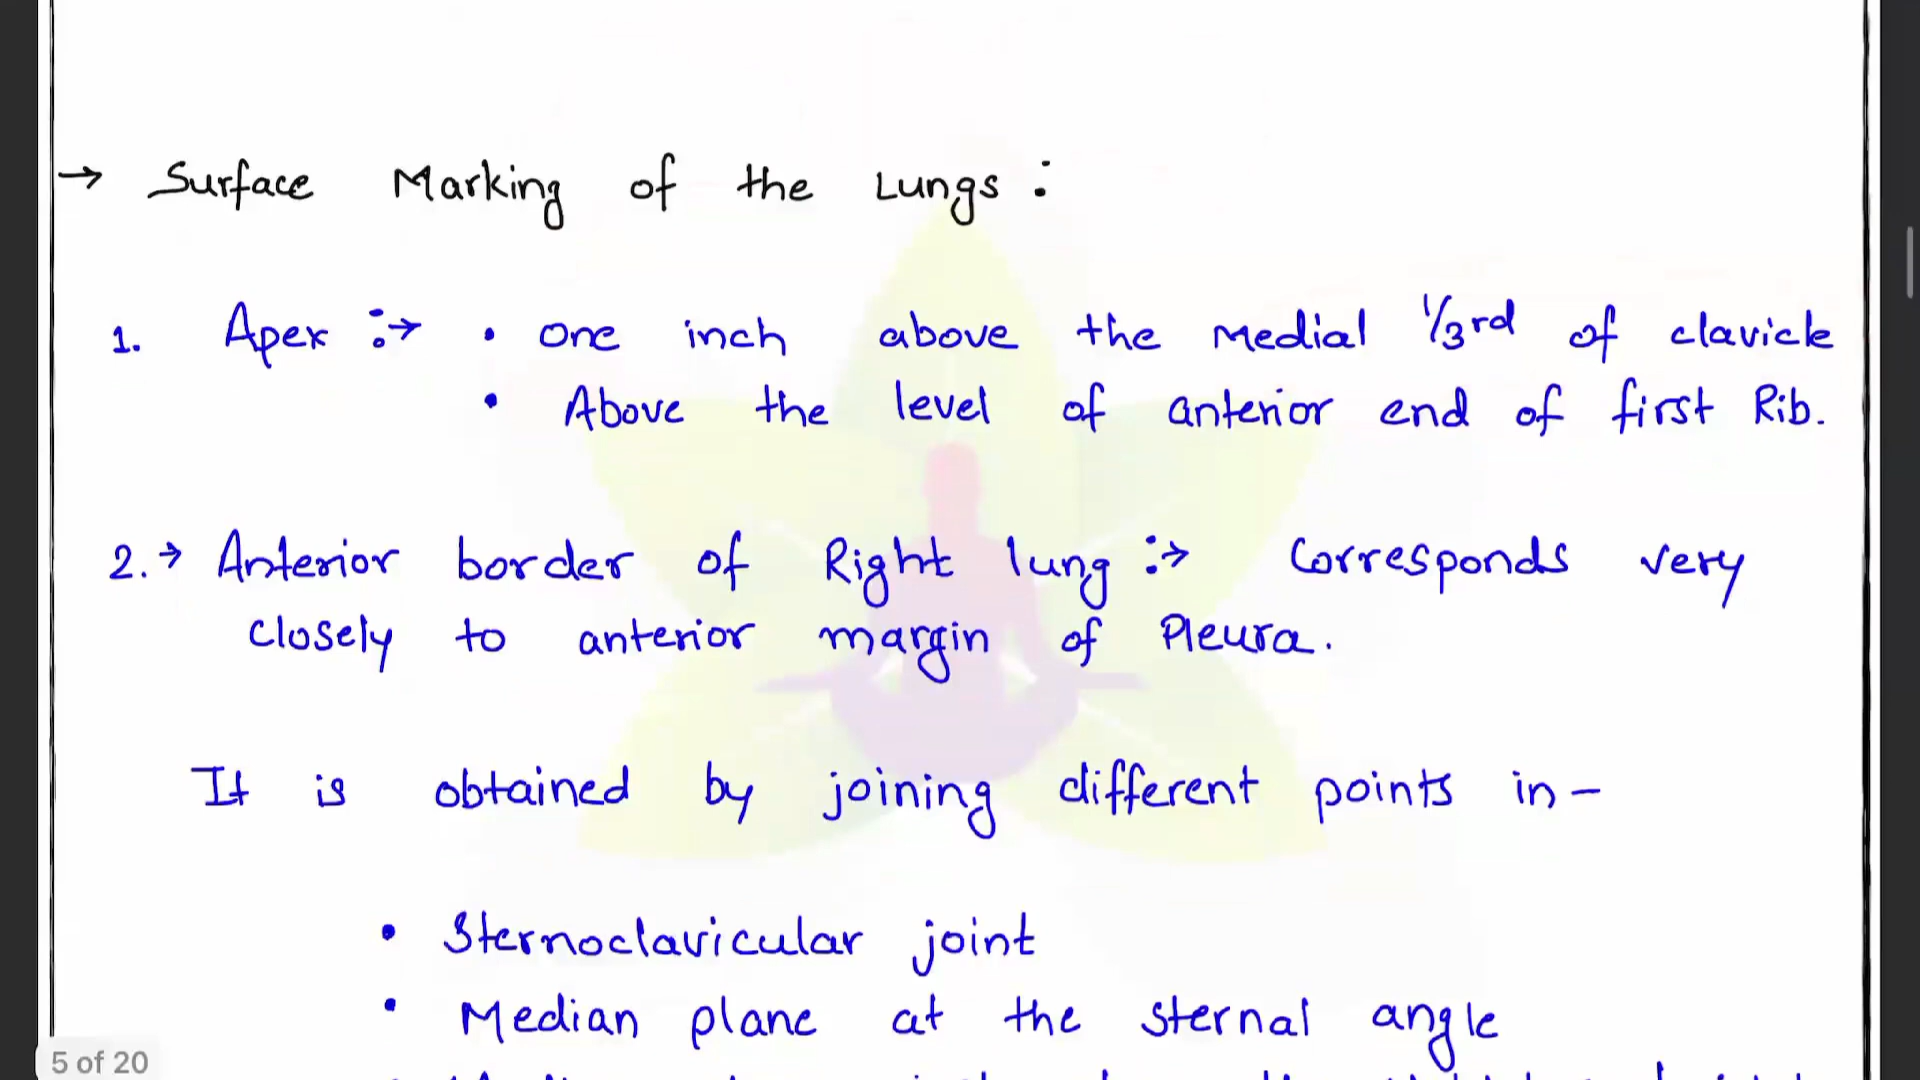 → Surface Marking of the Lungs :
1. Apex :→ • One inch above the Medial 1/3rd of clavicle
• Above the level of anterior end of first Rib.
2. → Anterior border of Right lung :→ Corresponds very
closely to anterior margin of Pleura.
It is obtained by joining different points in -
• Sternoclavicular joint
• Median plane at the sternal angle
5 of 20